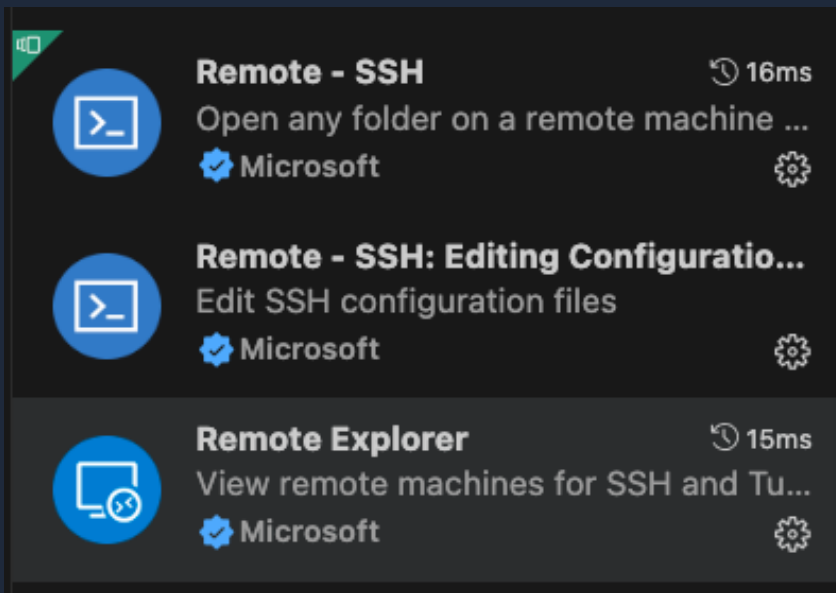 Remote - SSH
16ms
Open any folder on a remote machine ...
Microsoft
Remote - SSH: Editing Configuratio...
Edit SSH configuration files
Microsoft
Remote Explorer
15ms
View remote machines for SSH and Tu...
Microsoft